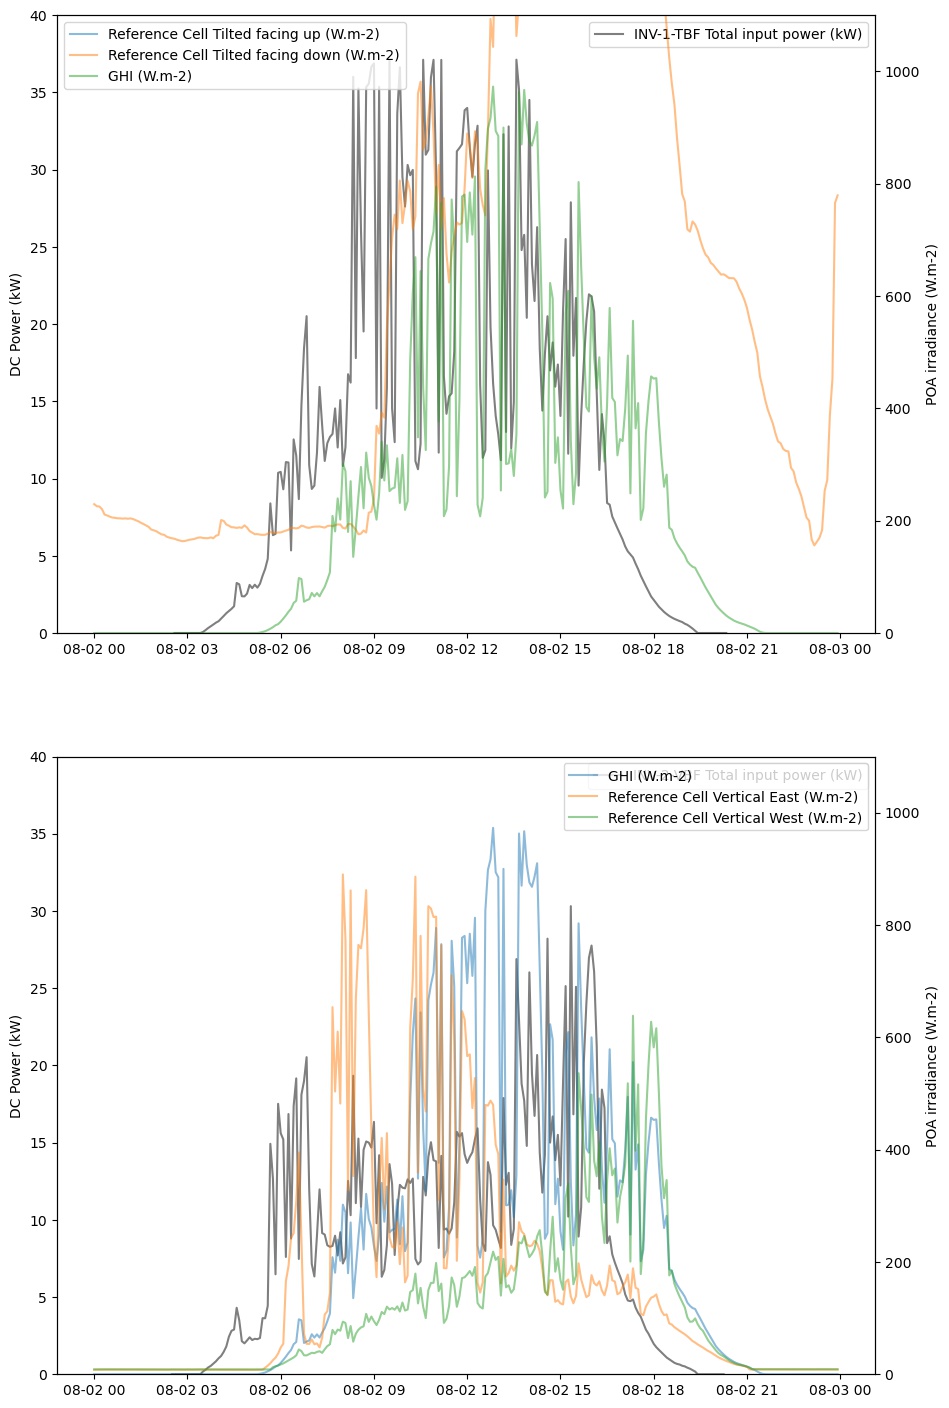 40
35
30
25
20
15
10
5
0
DC Power (kW)
Reference Cell Tilted facing up (W.m-2)
Reference Cell Tilted facing down (W.m-2)
GHI (W.m-2)
INV-1-TBF Total input power (kW)
1000
800
600
400
200
0
POA irradiance (W.m-2)
08-02 00 08-02 03 08-02 06 08-02 09 08-02 12 08-02 15 08-02 18 08-02 21 08-03 00
40
35
30
25
20
15
10
5
0
DC Power (kW)
GHI (W.m-2)
Total input power (kW)
Reference Cell Vertical East (W.m-2)
Reference Cell Vertical West (W.m-2)
1000
800
600
400
200
0
POA irradiance (W.m-2)
08-02 00 08-02 03 08-02 06 08-02 09 08-02 12 08-02 15 08-02 18 08-02 21 08-03 00